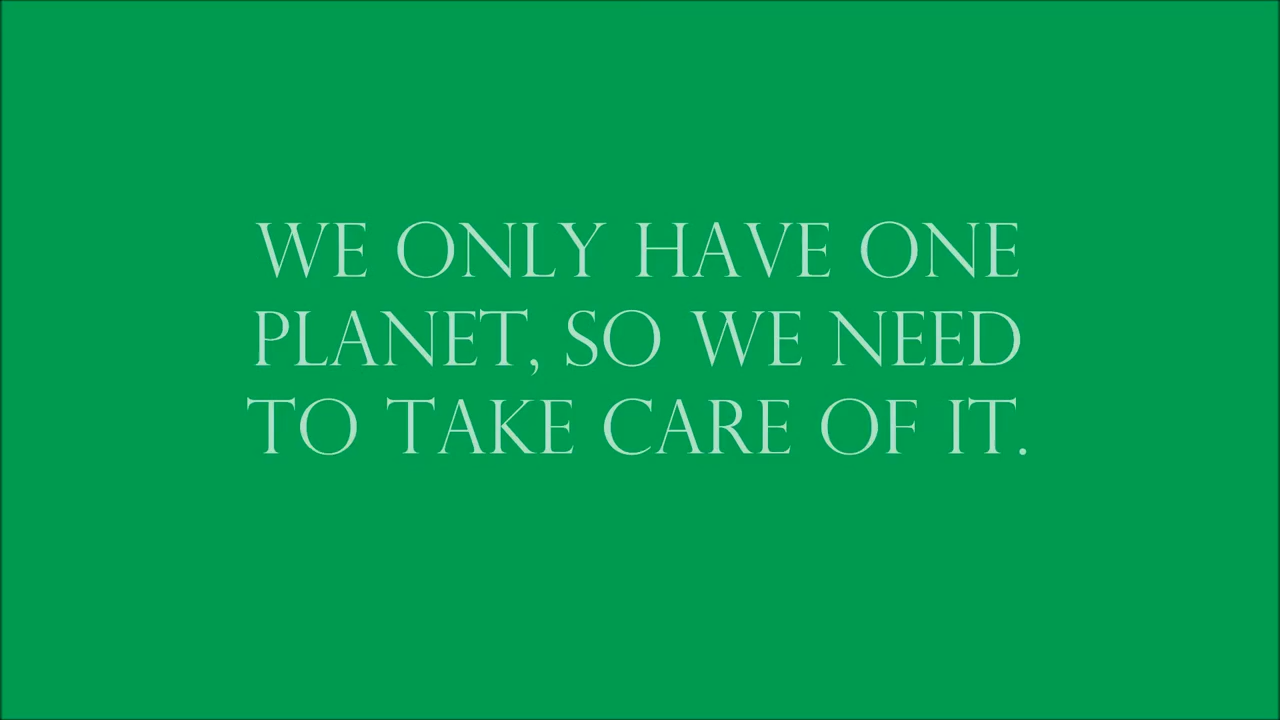 WE ONLY HAVE ONE
PLANET, SO WE NEED
TO TAKE CARE OF IT.